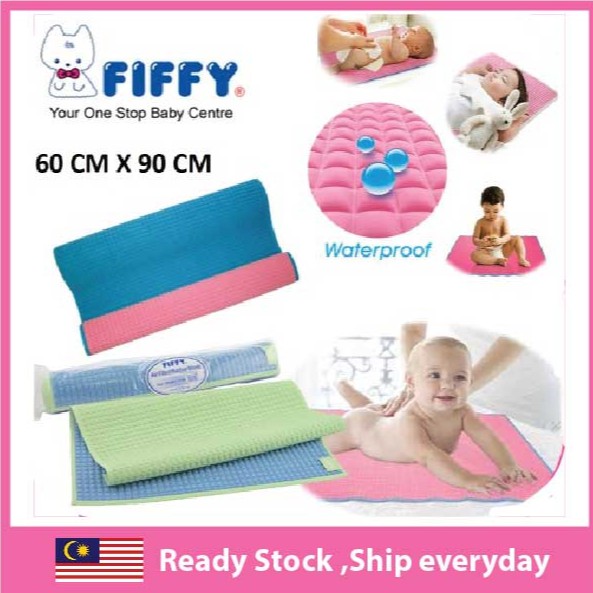 FIFFY®
Your One Stop Baby Centre
60 CM X 90 CM
Waterproof
FIFFY
Ready Stock ,Ship everyday